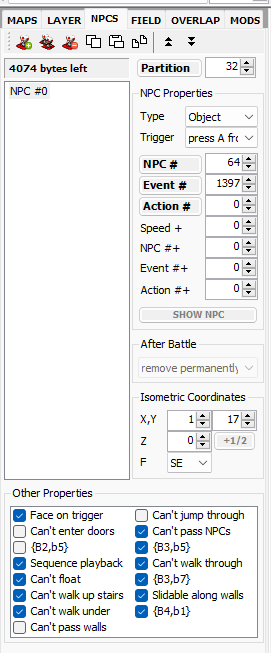 MAPS LAYER NPCS FIELD OVERLAP MODS
4074 bytes left
NPC #0
Partition 32
NPC Properties
Type Object
Trigger press A fro
NPC # 64
Event # 1397
Action # 0
Speed + 0
NPC #+ 0
Event #+ 0
Action #+ 0
SHOW NPC
After Battle
remove permanently
Isometric Coordinates
X,Y 1 17
Z 0 +1/2
F SE
Other Properties
Face on trigger
Can't enter doors
{B2,b5}
Sequence playback
Can't float
Can't walk up stairs
Can't walk under
Can't pass walls
Can't jump through
Can't pass NPCs
{B3,b5}
Can't walk through
{B3,b7}
Slidable along walls
{B4,b1}